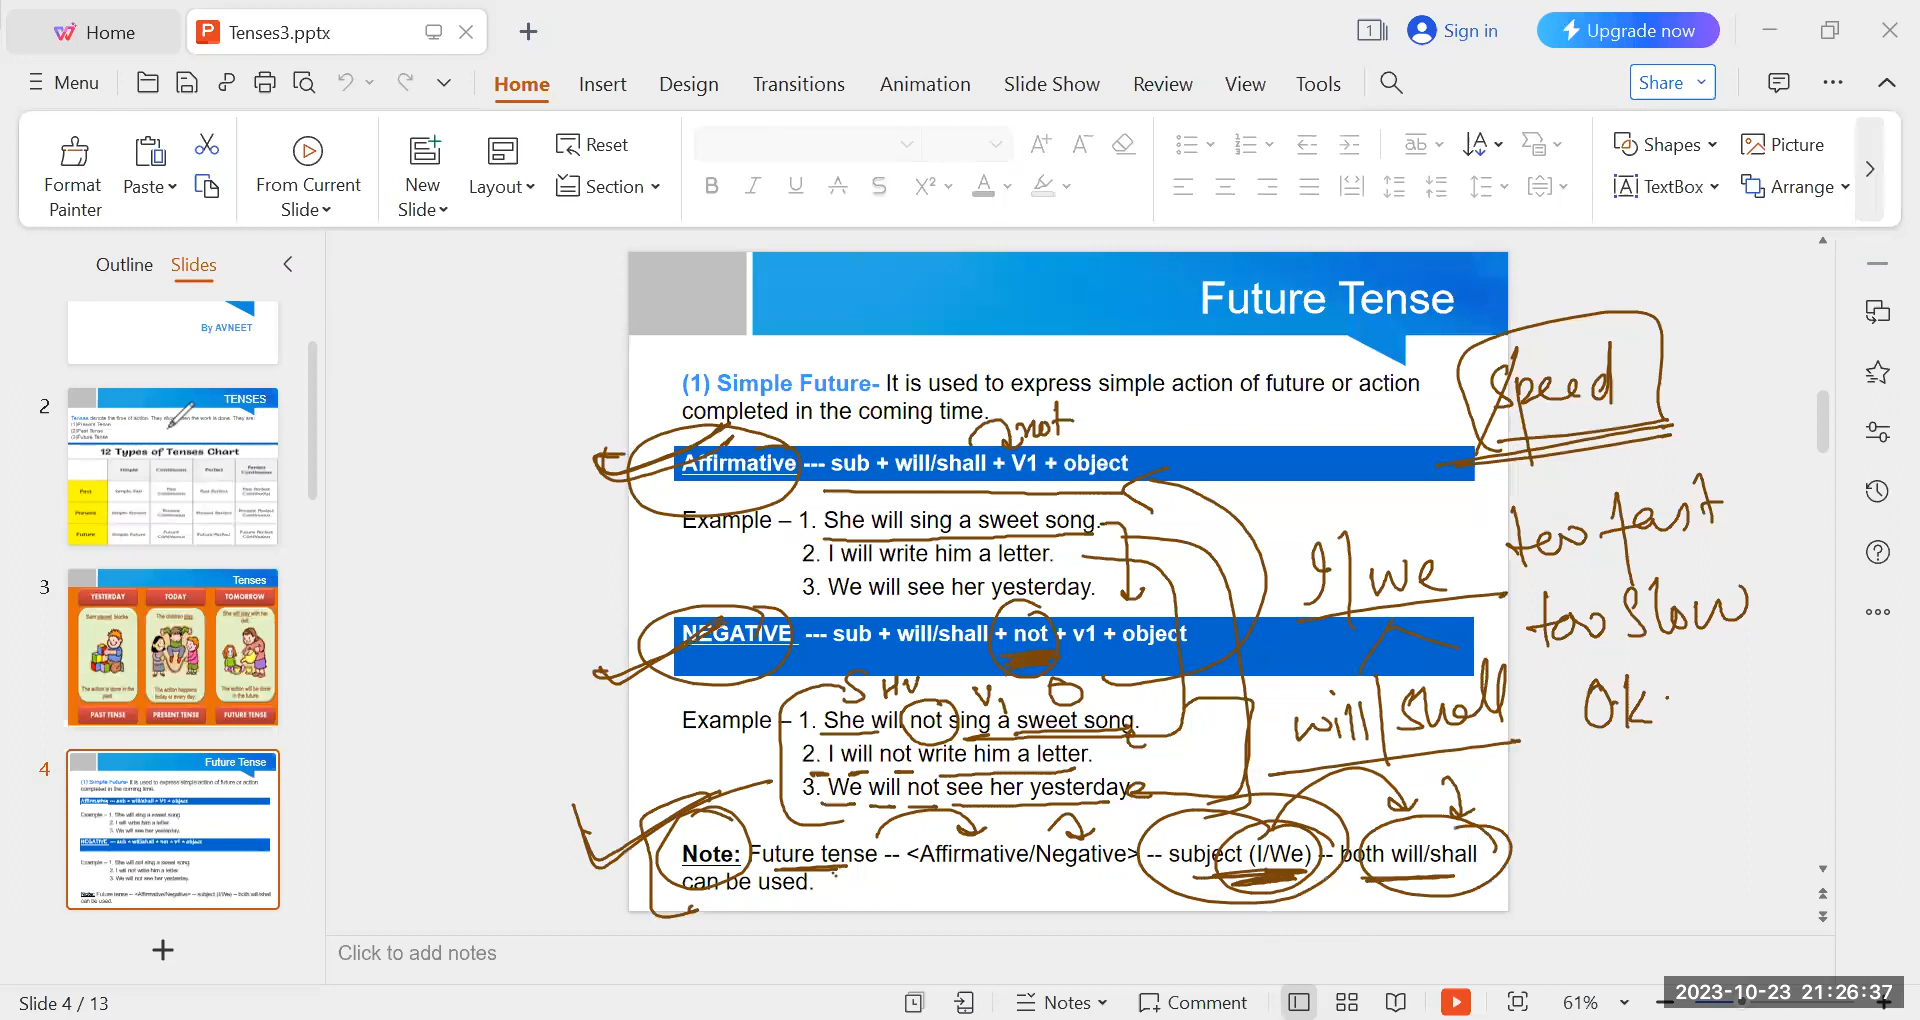 Home
Tenses3.pptx
1
Sign in
Upgrade now
Menu
Home
Insert
Design
Transitions
Animation
Slide Show
Review
View
Tools
Share
Format Painter
Paste
From Current Slide
New Slide
Layout
Reset
Section
Shapes
Picture
TextBox
Arrange
Outline
Slides
By AVNEET
2
TENSES
12 Types of Tenses Chart
Past
Present
Future
3
Tenses
YESTERDAY
TODAY
TOMORROW
PAST TENSE
PRESENT TENSE
FUTURE TENSE
4
Future Tense
Future Tense
(1) Simple Future- It is used to express simple action of future or action
completed in the coming time.
not
Affirmative --- sub + will/shall + V1 + object
Example – 1. She will sing a sweet song.
2. I will write him a letter.
3. We will see her yesterday.
NEGATIVE --- sub + will/shall + not + v1 + object
S HV V1 O
Example – 1. She will not sing a sweet song.
2. I will not write him a letter.
3. We will not see her yesterday
Note: Future tense -- <Affirmative/Negative> -- subject (I/We) -- both will/shall
can be used.
Speed
too fast
too slow
Ok.
I/we
will/shall
Click to add notes
Slide 4 / 13
Notes
Comment
61%
2023-10-23 21:26:37